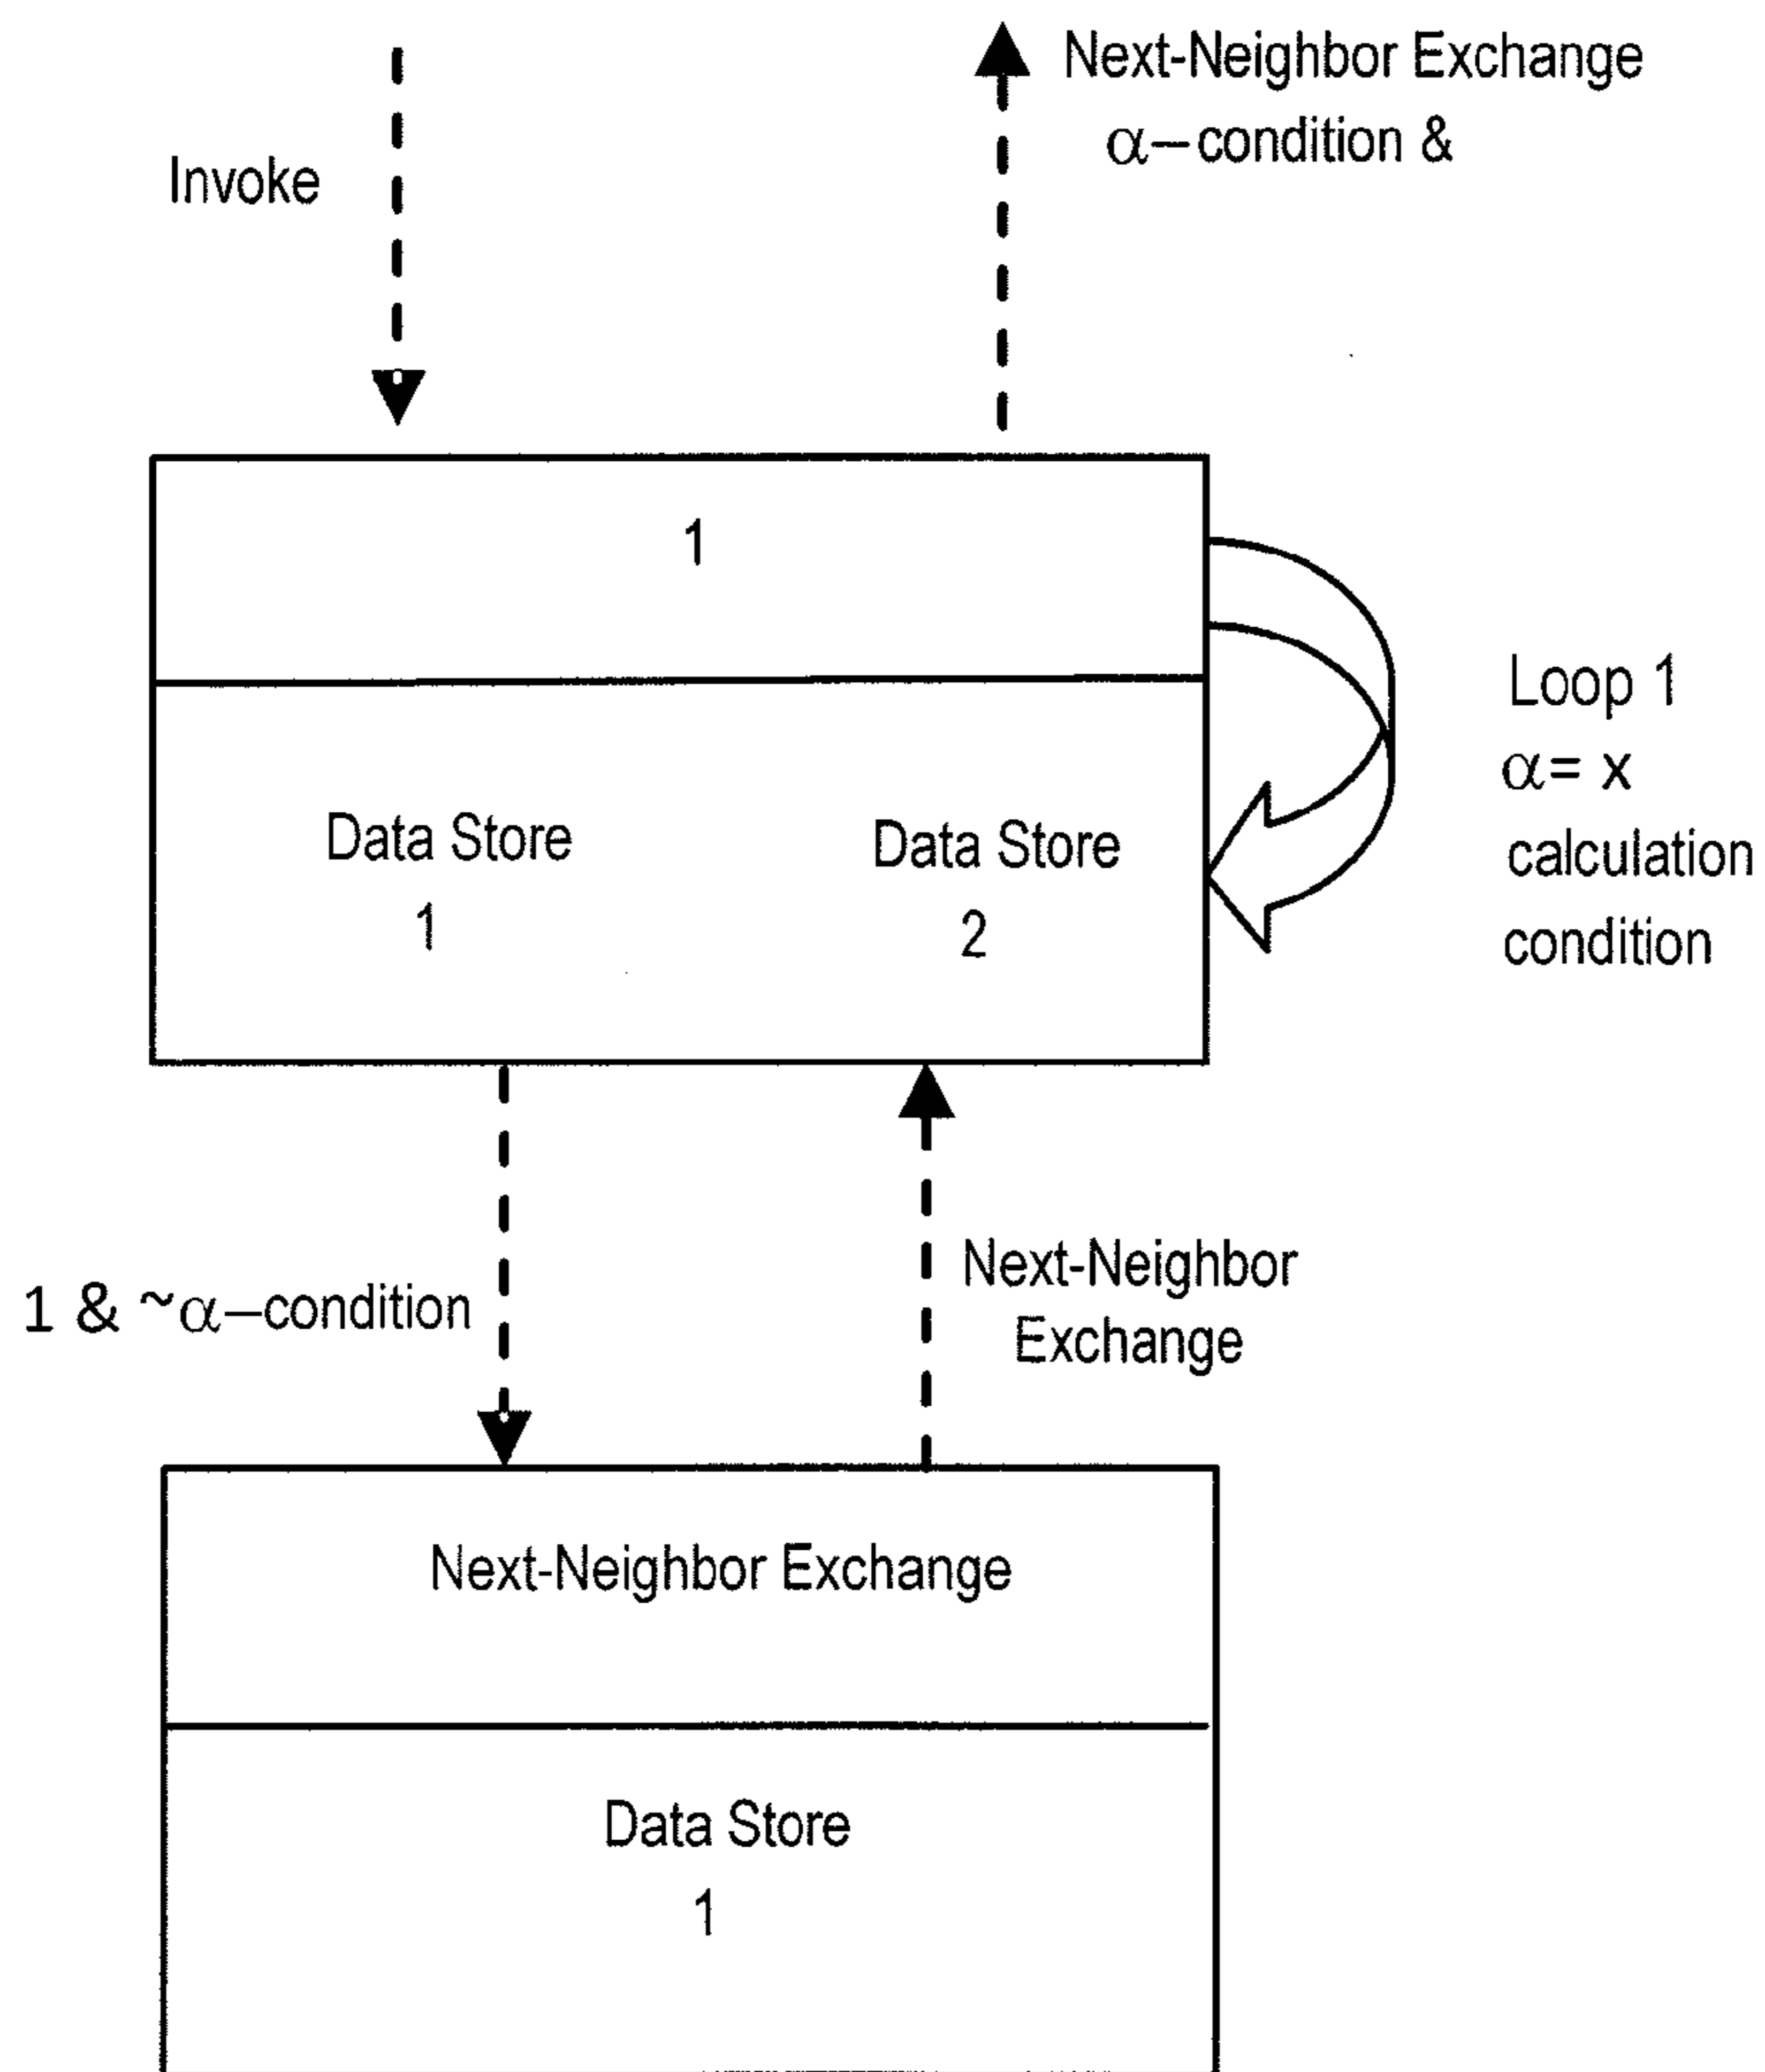 Next-Neighbor Exchange
α–condition &
Invoke
1
Loop 1
α= x
calculation
condition
Data Store
1
Data Store
2
1 & ~α–condition
Next-Neighbor
Exchange
Next-Neighbor Exchange
Data Store
1